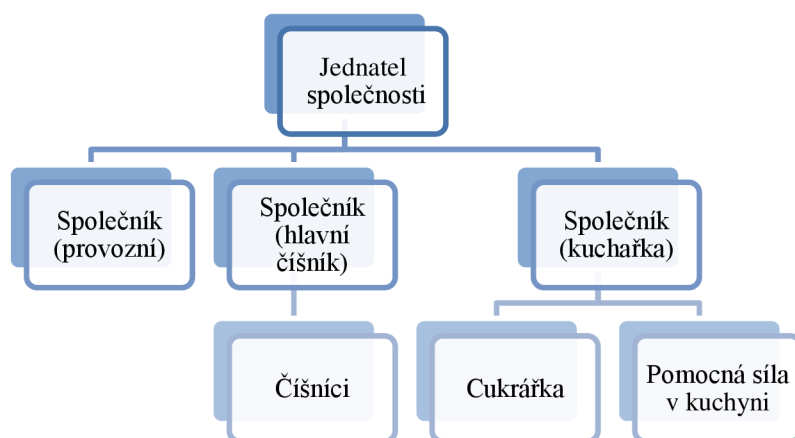 Jednatel
společnosti
Společník
(provozní)
Společník
(hlavní
číšník)
Společník
(kuchařka)
Číšníci
Cukrářka
Pomocná síla
v kuchyni